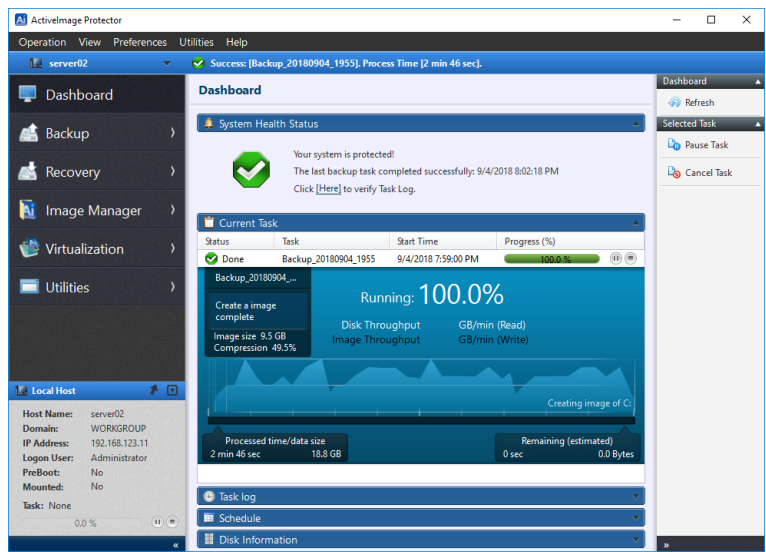 ActiveImage Protector
Operation View Preferences Utilities Help
server02
Success: [Backup_20180904_1955]. Process Time [2 min 46 sec].
Dashboard
Backup
Recovery
Image Manager
Virtualization
Utilities
Local Host
Host Name: server02
Domain: WORKGROUP
IP Address: 192.168.123.11
Logon User: Administrator
PreBoot: No
Mounted: No
Task: None
0.0 %
«
Dashboard
System Health Status
Your system is protected!
The last backup task completed successfully: 9/4/2018 8:02:18 PM
Click [Here] to verify Task Log.
Current Task
Status Task Start Time Progress (%)
Done Backup_20180904_1955 9/4/2018 7:59:00 PM 100.0 %
Backup_20180904_...
Create a image
complete
Image size 9.5 GB
Compression 49.5%
Running: 100.0%
Disk Throughput GB/min (Read)
Image Throughput GB/min (Write)
Creating image of C:
Processed time/data size
2 min 46 sec 18.8 GB
Remaining (estimated)
0 sec 0.0 Bytes
Task log
Schedule
Disk Information
Dashboard
Refresh
Selected Task
Pause Task
Cancel Task
»